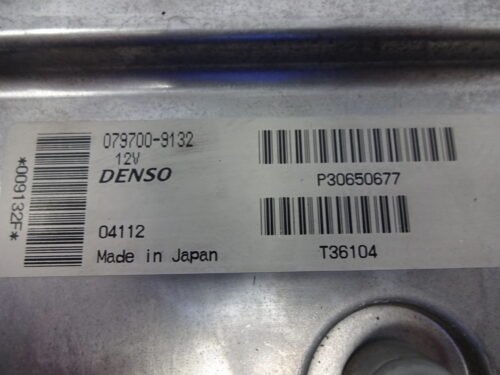 *009132F*
079700-9132
12V
DENSO
04112
Made in Japan
P30650677
T36104